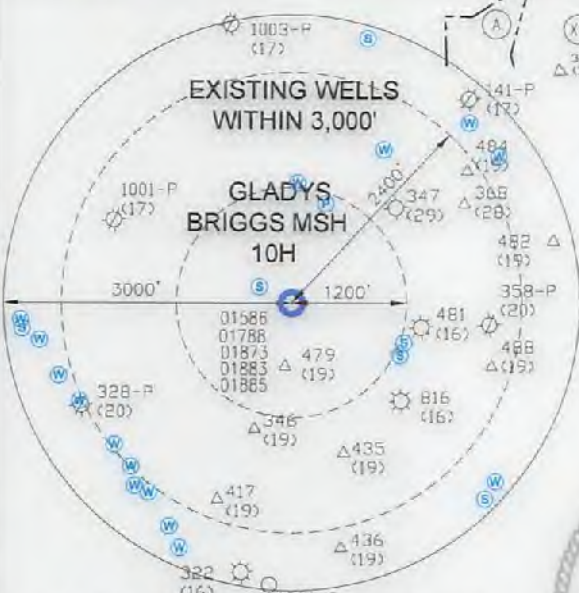 1003-P
(17)
S
A
X
EXISTING WELLS
WITHIN 3,000'
141-P
(17)
W
W
484
(19)
W
1001-P
(17)
W
P
2400'
347
(29)
368
(28)
GLADYS
BRIGGS MSH
10H
482
(19)
S
3000'
1200'
358-P
(20)
01586
01788
01873
01883
01885
481
(16)
W
S
W
S
S
479
(19)
488
(19)
W
328-P
(20)
W
816
(16)
346
(19)
W
435
(19)
W
W
W
W
S
417
(19)
W
W
436
(19)
322
(16)